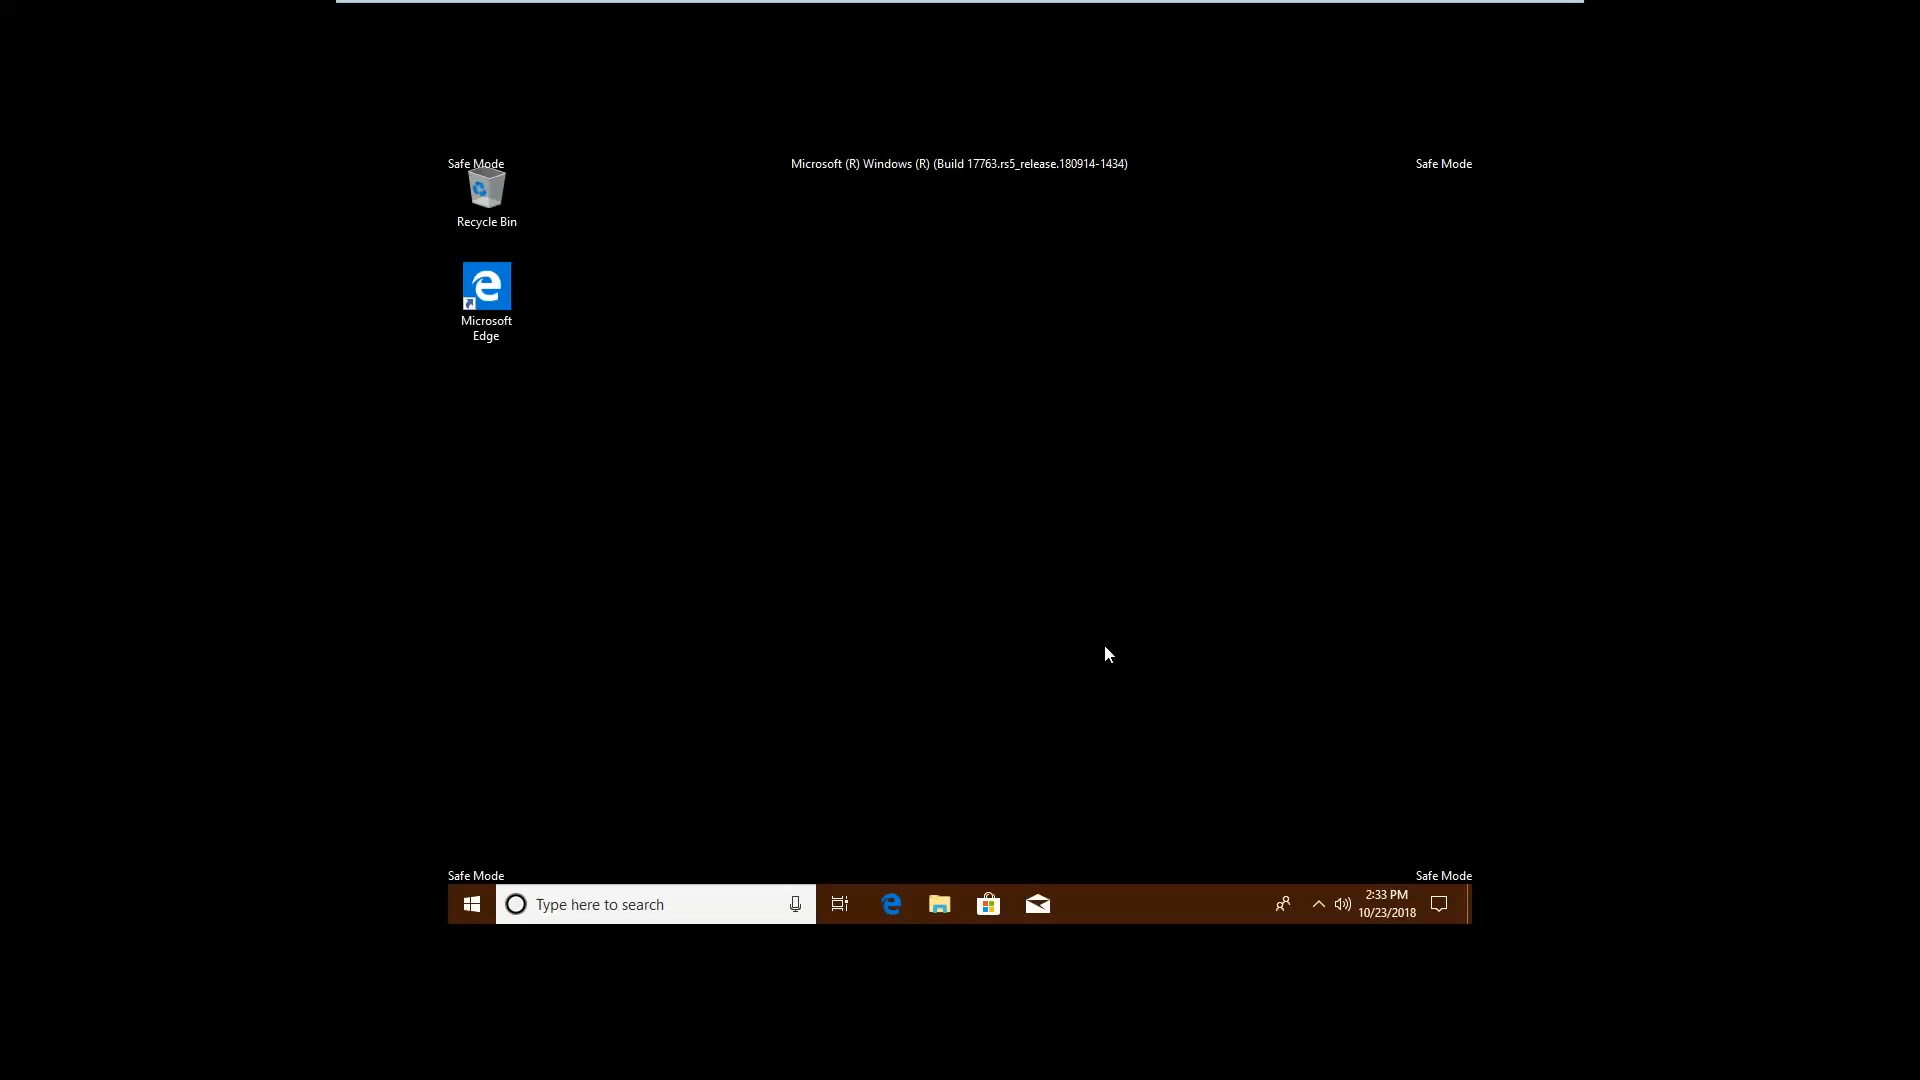 Safe Mode
Microsoft (R) Windows (R) (Build 17763.rs5_release.180914-1434)
Safe Mode
Recycle Bin
Microsoft
Edge
Safe Mode
Safe Mode
Type here to search
2:33 PM
10/23/2018